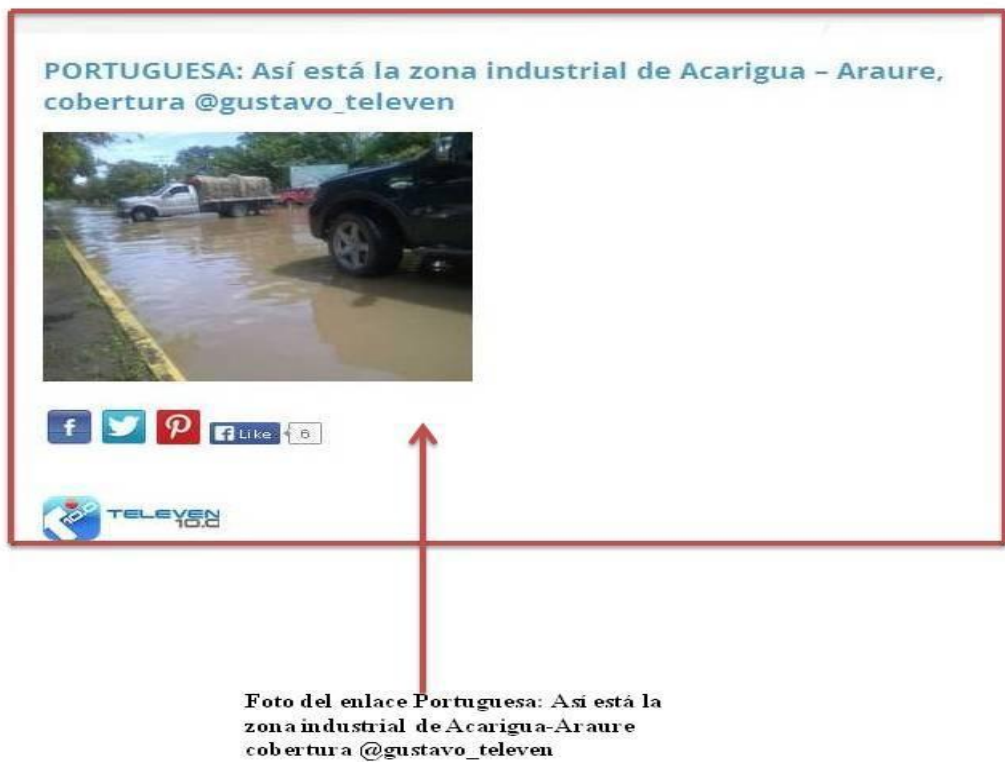 PORTUGUESA: Así está la zona industrial de Acarigua – Araure,
cobertura @gustavo_televen
f
Like 6
TELEVEN
10.0
Foto del enlace Portuguesa: Así está la
zona industrial de Acarigua-Araure
cobertura @gustavo_televen